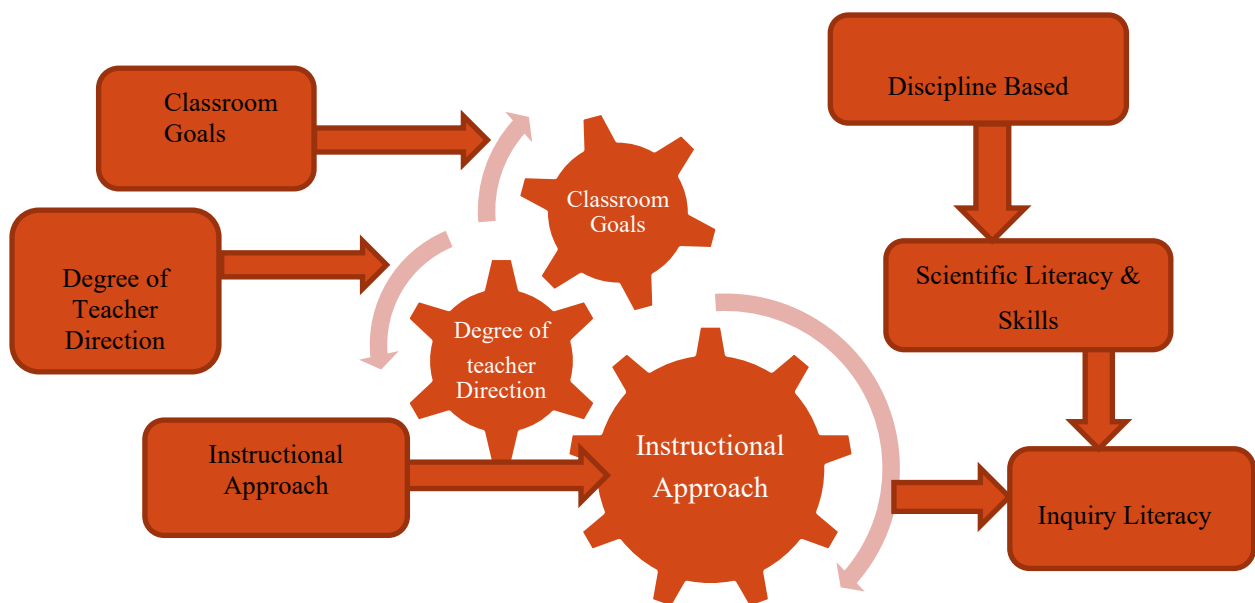 Classroom
Goals
Degree of
Teacher
Direction
Instructional
Approach
Classroom
Goals
Degree of
teacher
Direction
Instructional
Approach
Discipline Based
Scientific Literacy &
Skills
Inquiry Literacy